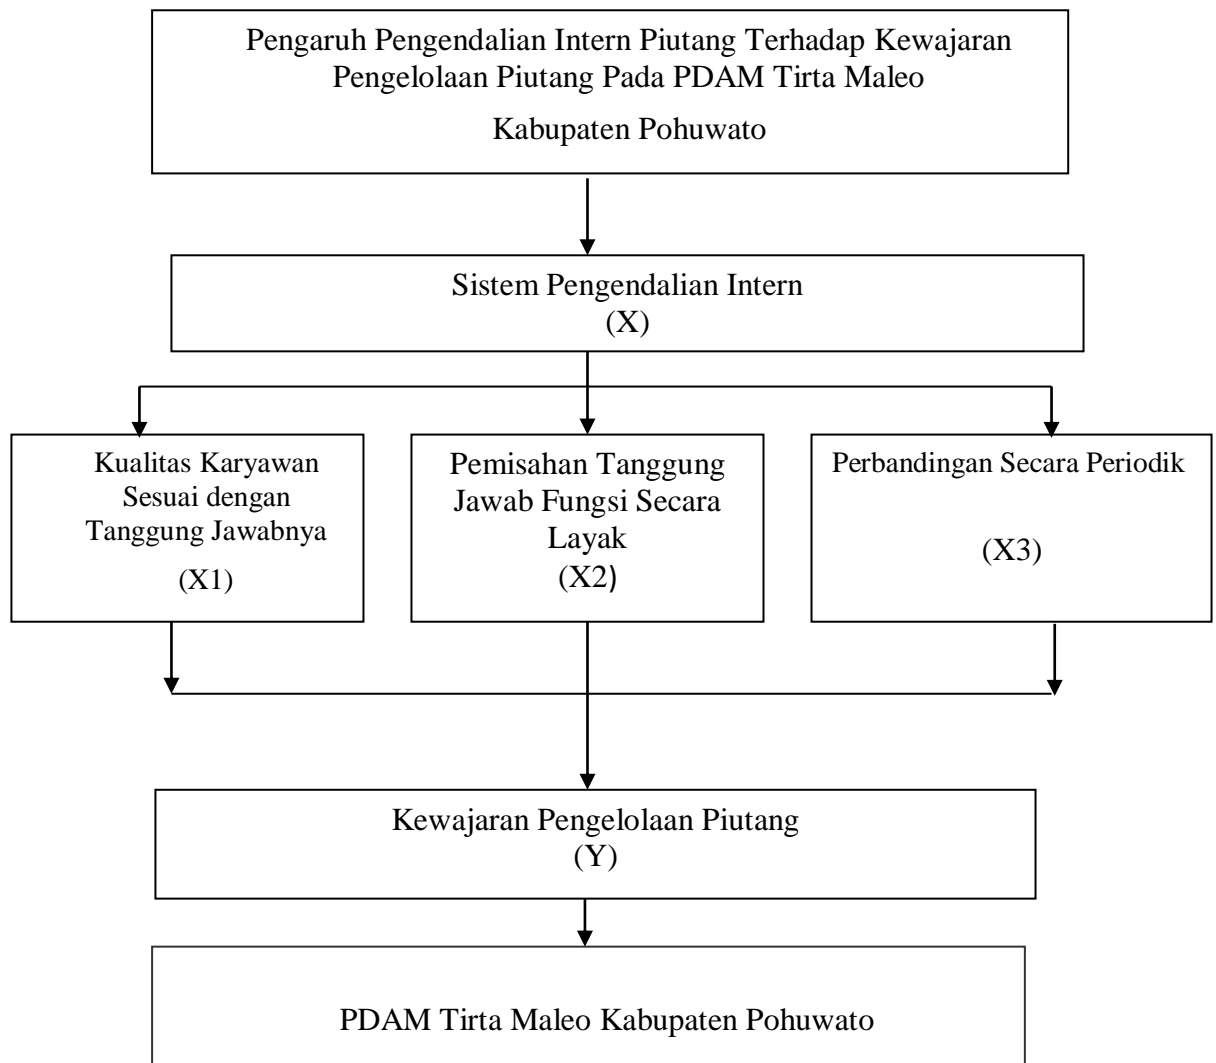 Pengaruh Pengendalian Intern Piutang Terhadap Kewajaran
Pengelolaan Piutang Pada PDAM Tirta Maleo
Kabupaten Pohuwato
Sistem Pengendalian Intern
(X)
Kualitas Karyawan
Sesuai dengan
Tanggung Jawabnya
(X1)
Pemisahan Tanggung
Jawab Fungsi Secara
Layak
(X2)
Perbandingan Secara Periodik
(X3)
Kewajaran Pengelolaan Piutang
(Y)
PDAM Tirta Maleo Kabupaten Pohuwato